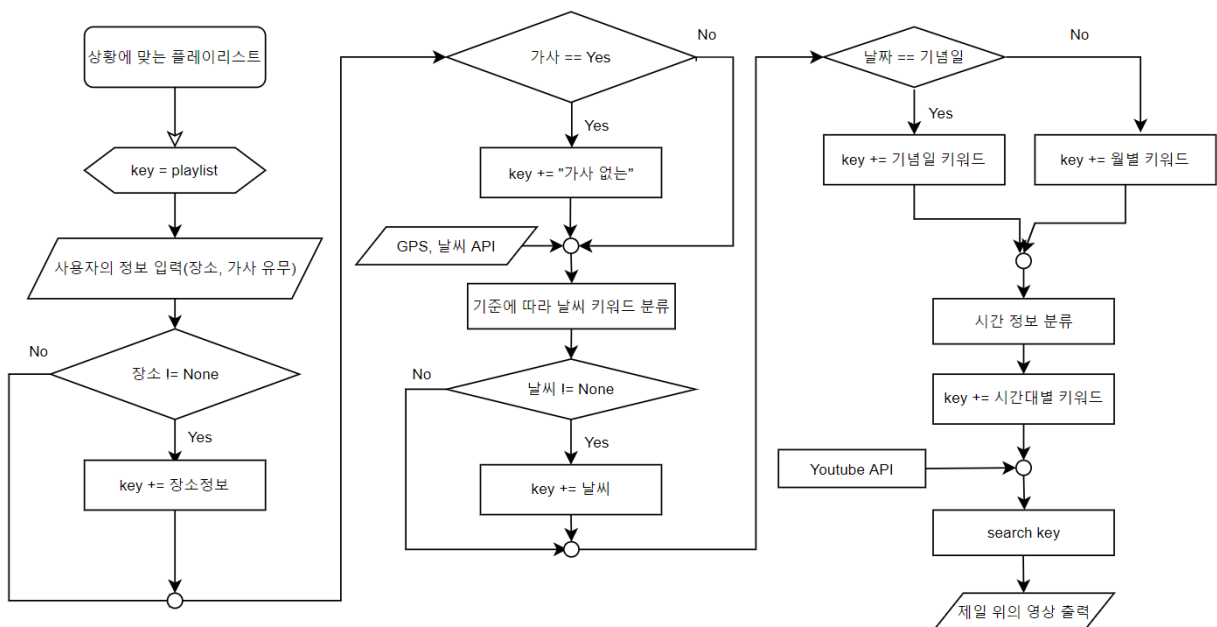 상황에 맞는 플레이리스트
key = playlist
사용자의 정보 입력(장소, 가사 유무)
장소 != None
No
Yes
key += 장소정보
가사 == Yes
No
Yes
key += "가사 없는"
GPS, 날씨 API
기준에 따라 날씨 키워드 분류
날씨 != None
No
Yes
key += 날씨
날짜 == 기념일
No
Yes
key += 기념일 키워드
key += 월별 키워드
시간 정보 분류
key += 시간대별 키워드
Youtube API
search key
제일 위의 영상 출력